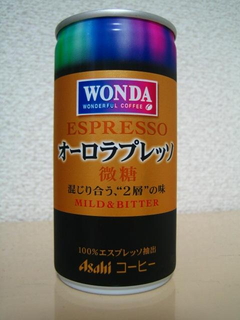 WONDA
WONDERFUL COFFEE
ESPRESSO
オーロラプレッソ
微糖
混じり合う、“2層”の味
MILD & BITTER
100%エスプレッソ抽出
Asahi コーヒー